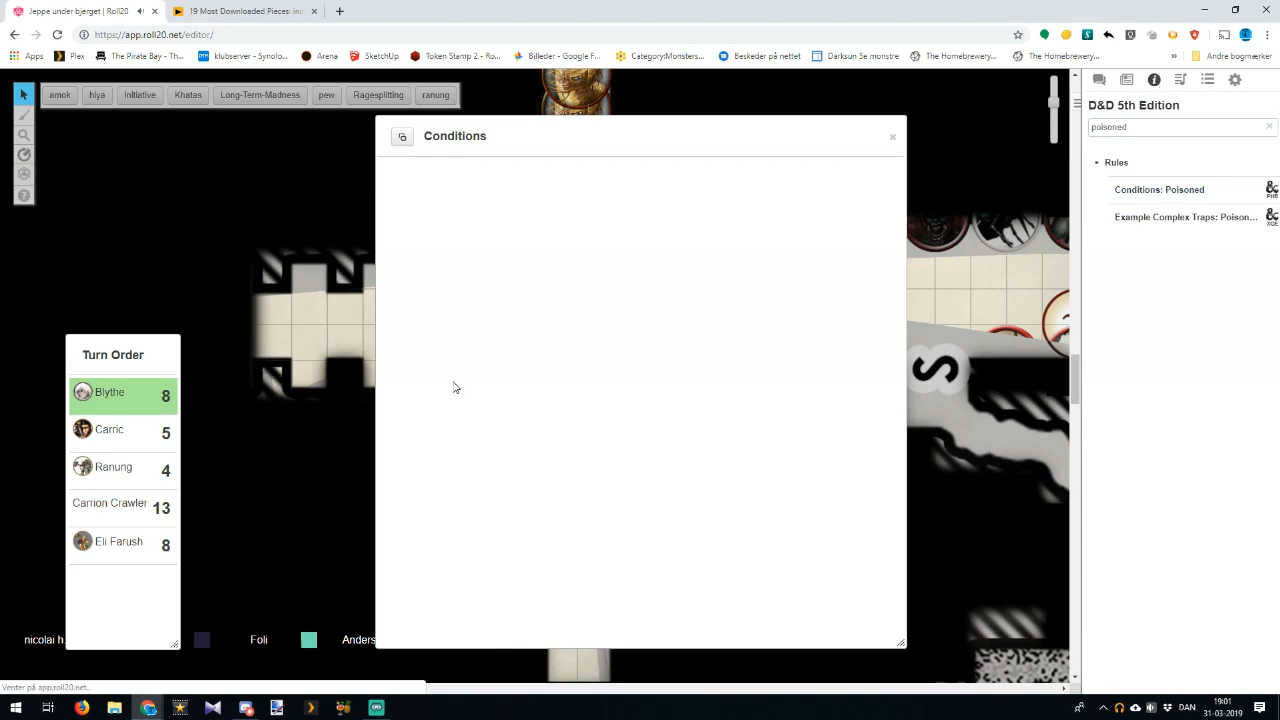 Jeppe under bjerget | Roll20
19 Most Downloaded Pieces: inc
https://app.roll20.net/editor/
Apps
Plex
The Pirate Bay - Th...
klubserver - Synolo...
Arena
SketchUp
Token Stamp 2 - Ro...
Billeder - Google F...
CategoryMonsters...
Beskeder på nettet
Darksun 5e monstre
The Homebrewery...
The Homebrewery...
»
Andre bogmærker
amok
hiya
Initiative
Khatas
Long-Term-Madness
pew
Ragesplitting
ranung
D&D 5th Edition
poisoned
Rules
Conditions: Poisoned
PHB
Example Complex Traps: Poison...
XGE
Conditions
S
Turn Order
Blythe 8
Carric 5
Ranung 4
Carrion Crawler 13
Eli Farush 8
nicolai h
Foli
Anders
Venter på app.roll20.net...
DAN
19:01
31-03-2019